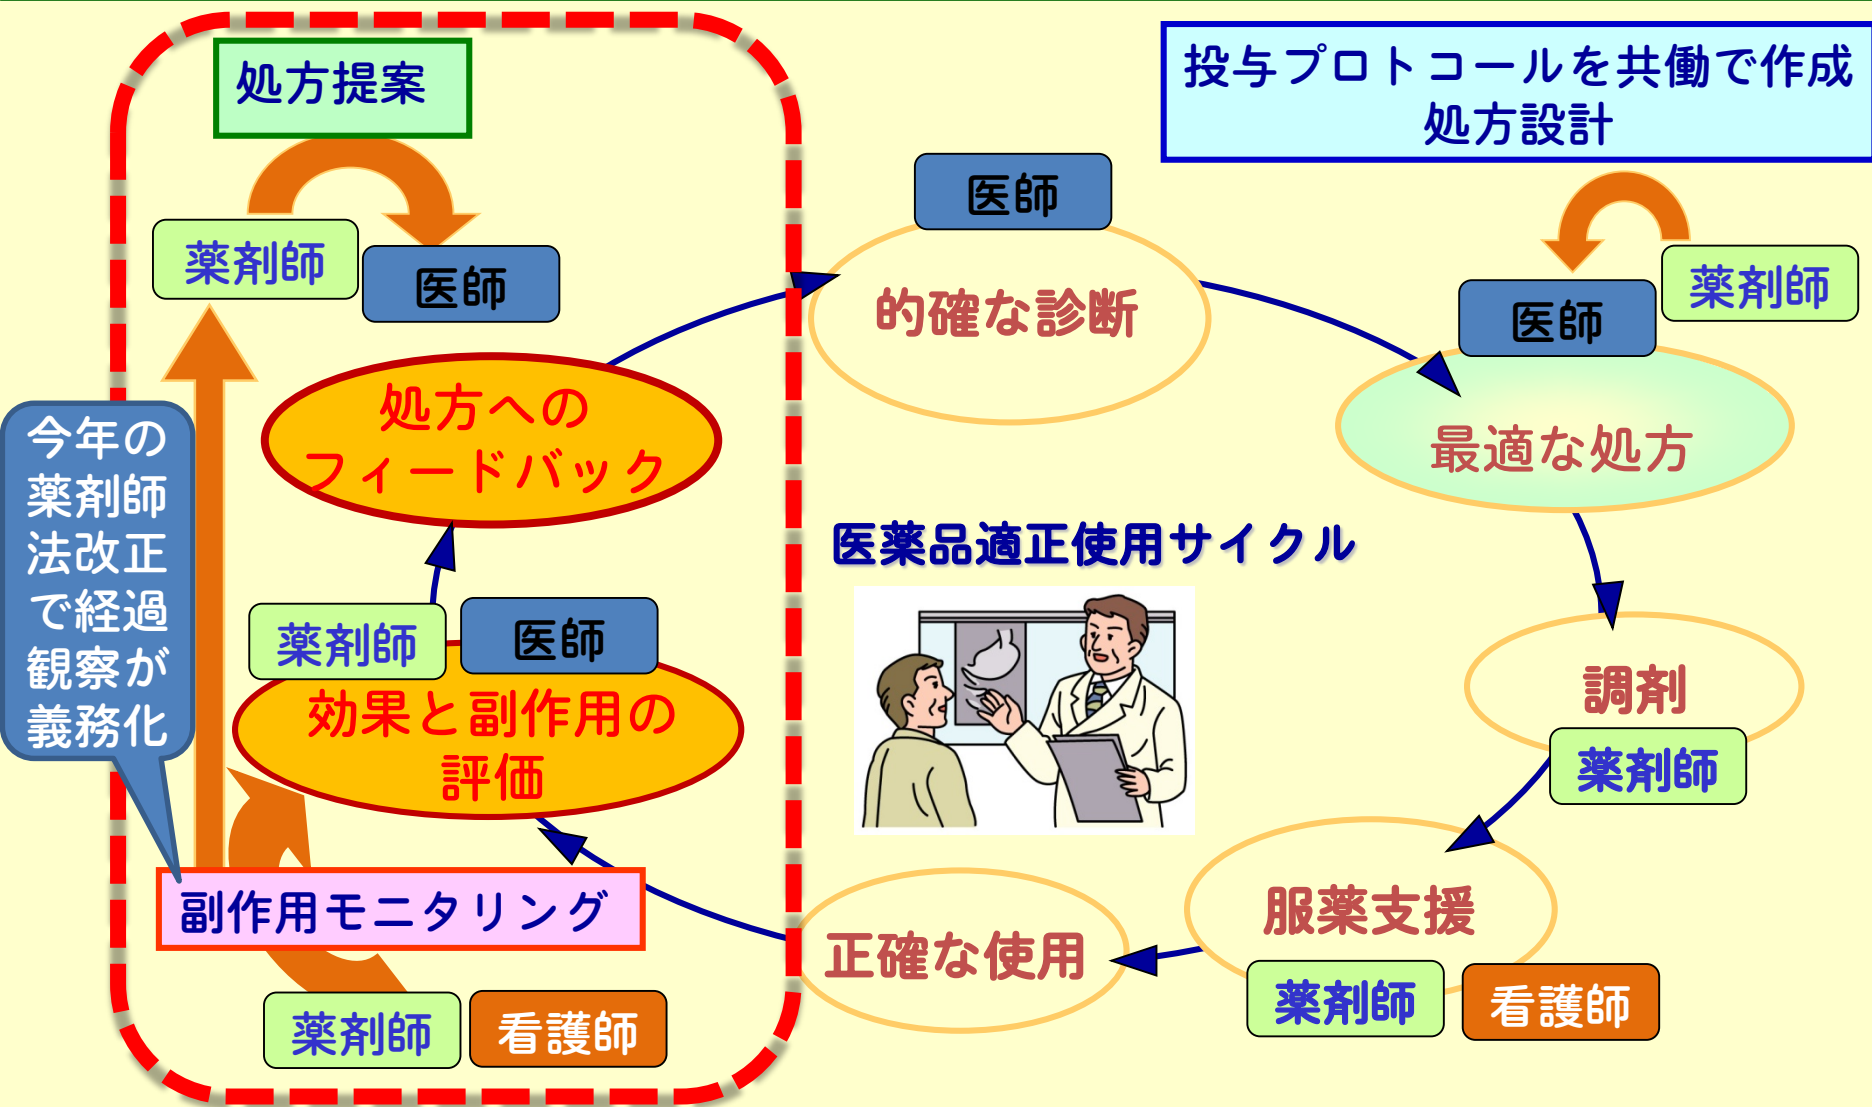 処方提案
薬剤師
医師
処方への
フィードバック
今年の
薬剤師
法改正
で経過
観察が
義務化
薬剤師
医師
効果と副作用の
評価
副作用モニタリング
薬剤師
看護師
医師
的確な診断
投与プロトコールを共働で作成
処方設計
薬剤師
医師
最適な処方
医薬品適正使用サイクル
調剤
薬剤師
服薬支援
薬剤師
看護師
正確な使用